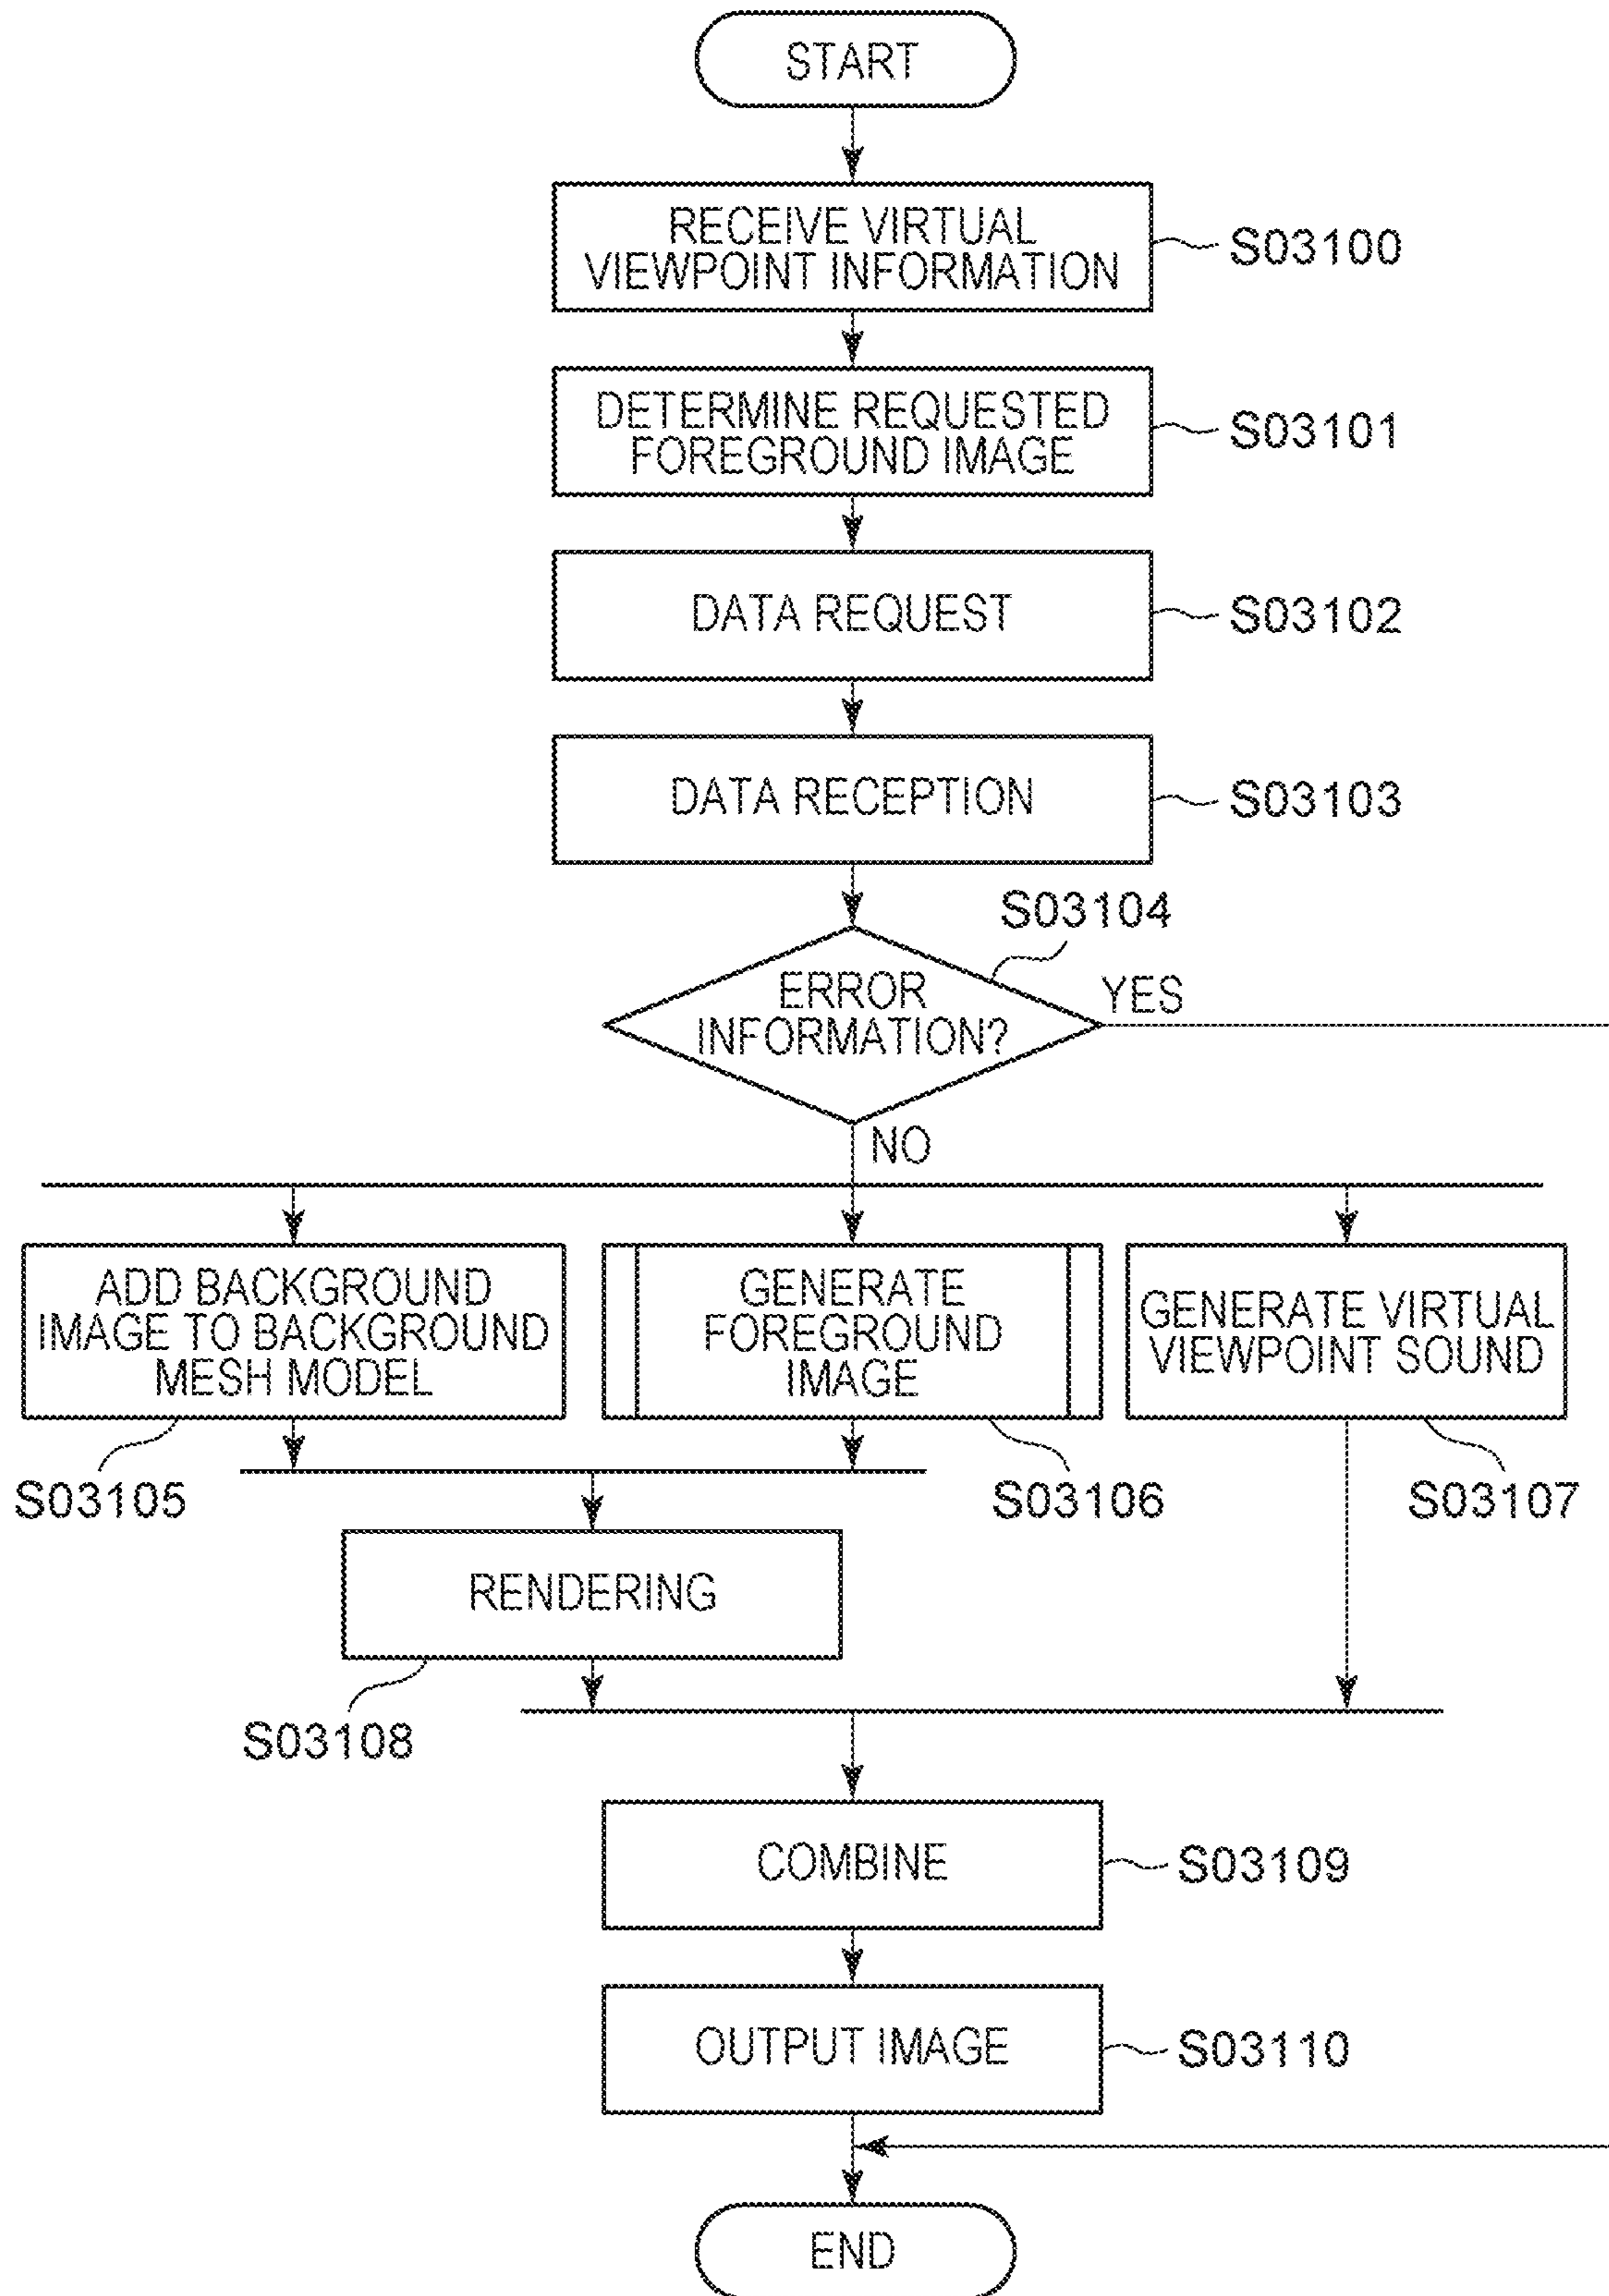 START
RECEIVE VIRTUAL
VIEWPOINT INFORMATION
S03100
DETERMINE REQUESTED
FOREGROUND IMAGE
S03101
DATA REQUEST
S03102
DATA RECEPTION
S03103
S03104
ERROR
INFORMATION?
YES
NO
ADD BACKGROUND
IMAGE TO BACKGROUND
MESH MODEL
GENERATE
FOREGROUND
IMAGE
GENERATE VIRTUAL
VIEWPOINT SOUND
S03105
S03106
S03107
RENDERING
S03108
COMBINE
S03109
OUTPUT IMAGE
S03110
END